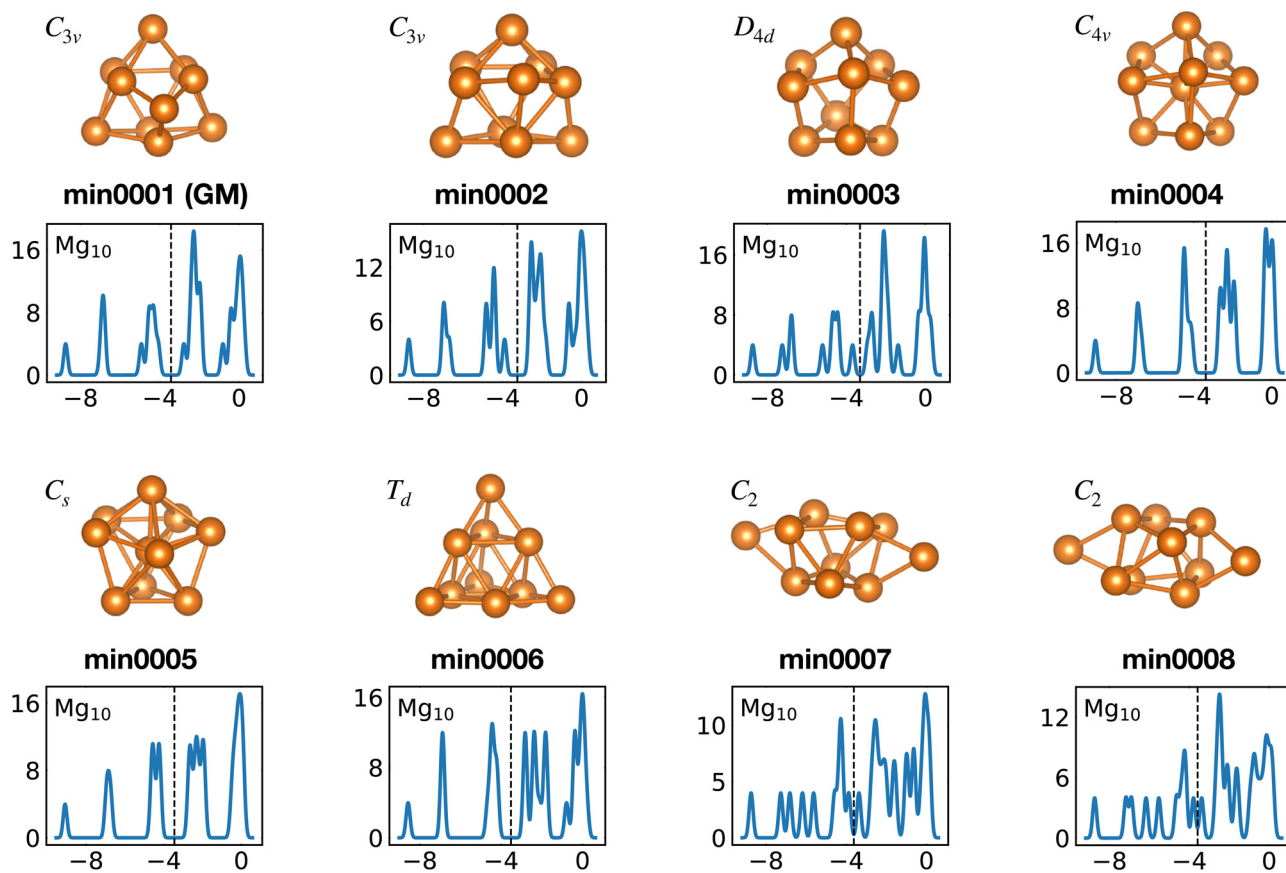 C3v C3v D4d C4v
min0001 (GM) min0002 min0003 min0004
Mg10 Mg10 Mg10 Mg10
16 12 16 16
8 6 8 8
0 0 0 0
−8 −4 0 −8 −4 0 −8 −4 0 −8 −4 0
Cs Td C2 C2
min0005 min0006 min0007 min0008
Mg10 Mg10 Mg10 Mg10
16 16 10 12
8 8 5 6
0 0 0 0
−8 −4 0 −8 −4 0 −8 −4 0 −8 −4 0